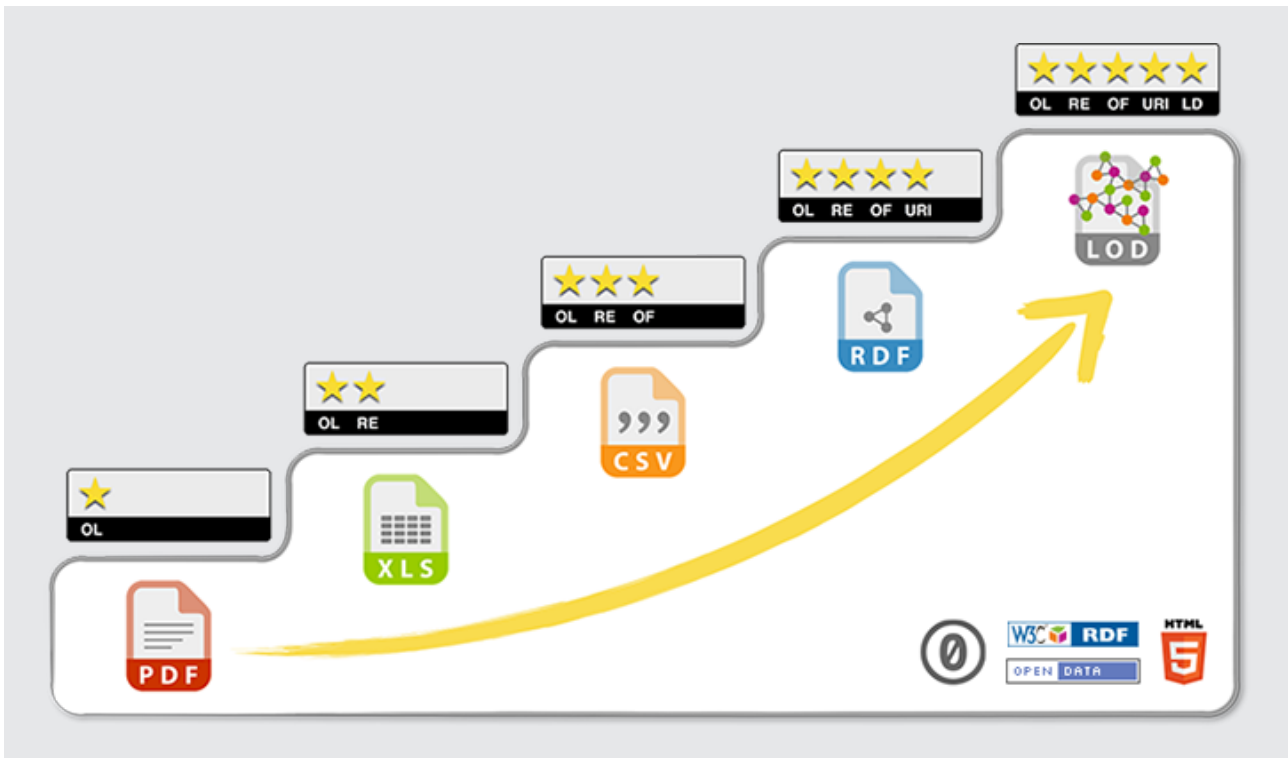 OL RE OF URI LD
LOD
OL RE OF URI
RDF
OL RE OF
CSV
OL RE
XLS
OL
PDF
0
W3C RDF
OPEN DATA
HTML
5